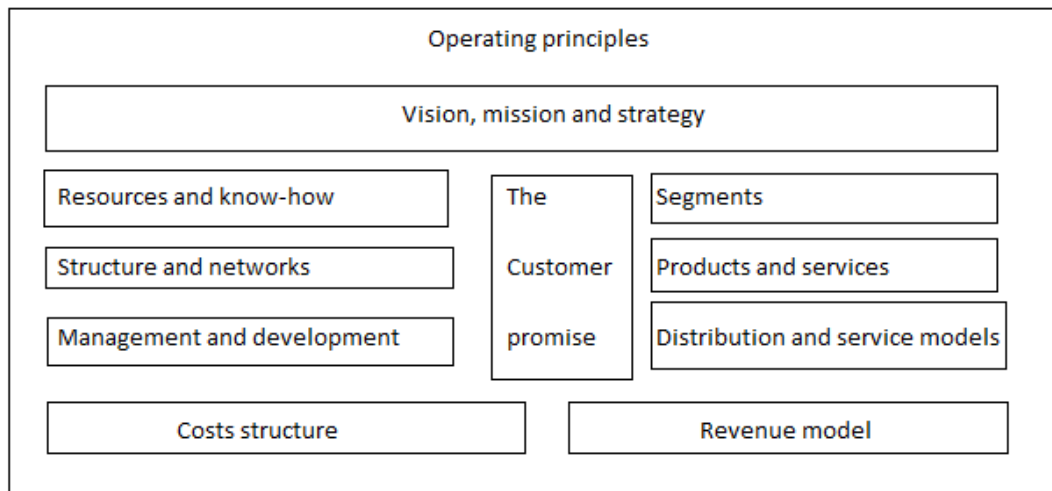 Operating principles
Vision, mission and strategy
Resources and know-how
Structure and networks
Management and development
The
Customer
promise
Segments
Products and services
Distribution and service models
Costs structure
Revenue model